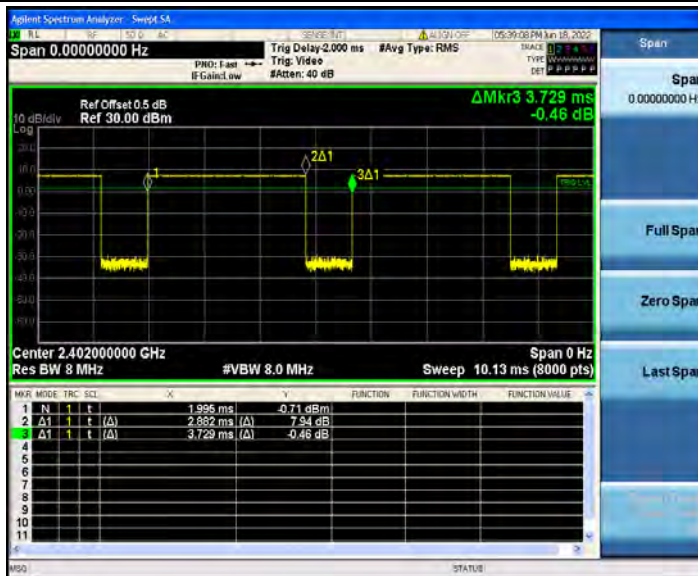 Agilent Spectrum Analyzer - Swept SA
RL RF 50 Ω AC SENSE:INT ALIGN OFF 05:39:08 PM Jun 18, 2022
Span 0.00000000 Hz
PNO: Fast
IFGain:Low
Trig Delay-2.000 ms
Trig: Video
#Atten: 40 dB
#Avg Type: RMS
TRACE 1 2 3 4 5 6
TYPE
DET P P P P P P
Ref Offset 0.5 dB
10 dB/div Ref 30.00 dBm
Log
ΔMkr3 3.729 ms
-0.46 dB
20.0
10.0
0.00
-10.0
-20.0
-30.0
-40.0
-50.0
-60.0
1
2Δ1
3Δ1
TRIG LVL
Center 2.402000000 GHz Span 0 Hz
Res BW 8 MHz #VBW 8.0 MHz Sweep 10.13 ms (8000 pts)
MKR MODE TRC SCL X Y FUNCTION FUNCTION WIDTH FUNCTION VALUE
1 N 1 t 1.995 ms -0.71 dBm
2 Δ1 1 t (Δ) 2.882 ms (Δ) 7.94 dB
3 Δ1 1 t (Δ) 3.729 ms (Δ) -0.46 dB
4
5
6
7
8
9
10
11
MSG STATUS
Span
Span
0.00000000 H
Full Span
Zero Span
Last Span